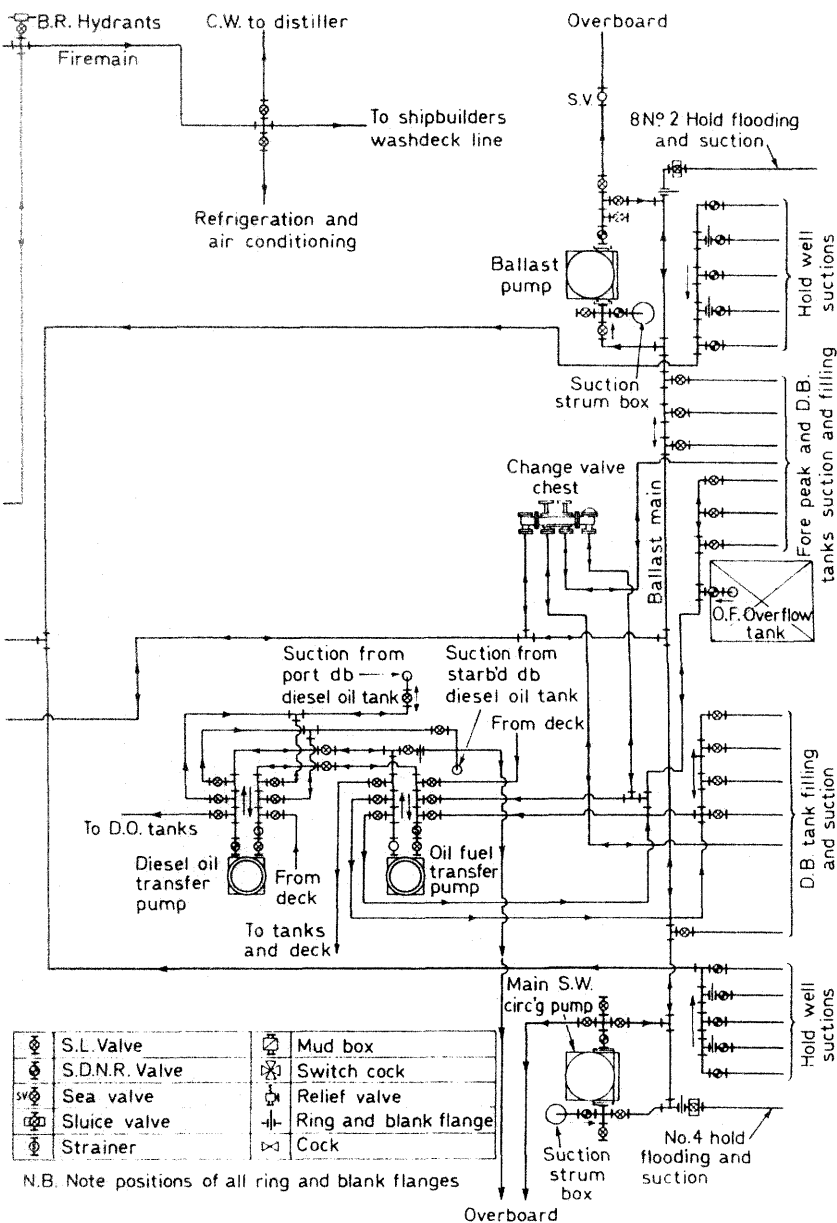 B.R. Hydrants
C.W. to distiller
Overboard
Firemain
S.V.
To shipbuilders
washdeck line
8Nº 2 Hold flooding
and suction
Refrigeration and
air conditioning
Ballast
pump
Hold well
suctions
Suction
strum box
Fore peak and D.B.
tanks suction and filling
Change valve
chest
Ballast main
O.F. Overflow
tank
Suction from
port db
diesel oil tank
Suction from
starb'd db
diesel oil tank
From deck
D.B. tank filling
and suction
To D.O. tanks
Diesel oil
transfer
pump
From
deck
Oil fuel
transfer
pump
To tanks
and deck
Main S.W.
circ'g pump
Hold well
suctions
S.L. Valve
Mud box
S.D.N.R. Valve
Switch cock
SV Sea valve
Relief valve
Sluice valve
Ring and blank flange
Strainer
Cock
Suction
strum
box
No.4 hold
flooding and
suction
N.B. Note positions of all ring and blank flanges
Overboard